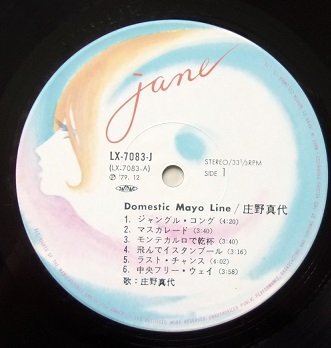 jane
LX-7083-J
(LX-7083-A)
℗ '79. 12
STEREO/33⅓RPM
SIDE 1
Domestic Mayo Line / 庄野真代
1. ジャングル・コング (4:20)
2. マスカレード (3:40)
3. モンテカルロで乾杯 (3:40)
4. 飛んでイスタンブール (3:16)
5. ラスト・チャンス (4:02)
6. 中央フリー・ウェイ (3:58)
歌：庄野真代